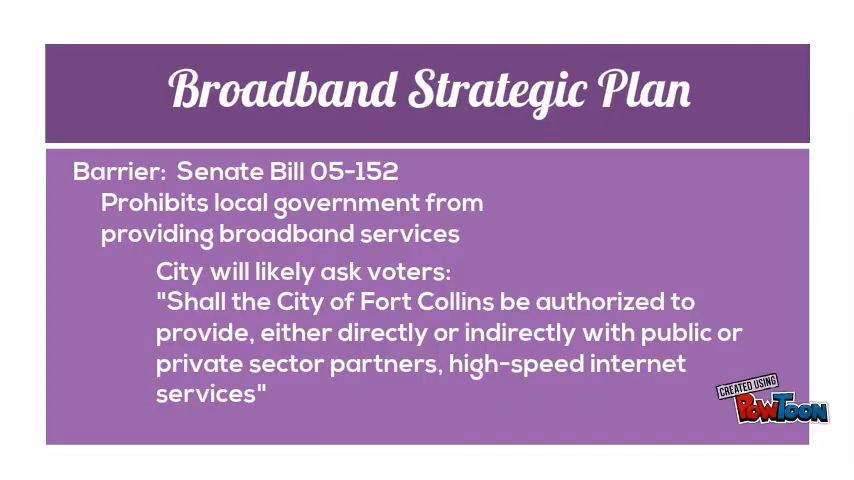 Broadband Strategic Plan
Barrier:  Senate Bill 05-152
Prohibits local government from
providing broadband services
City will likely ask voters:
"Shall the City of Fort Collins be authorized to
provide, either directly or indirectly with public or
private sector partners, high-speed internet
services"
CREATED USING
POWTOON